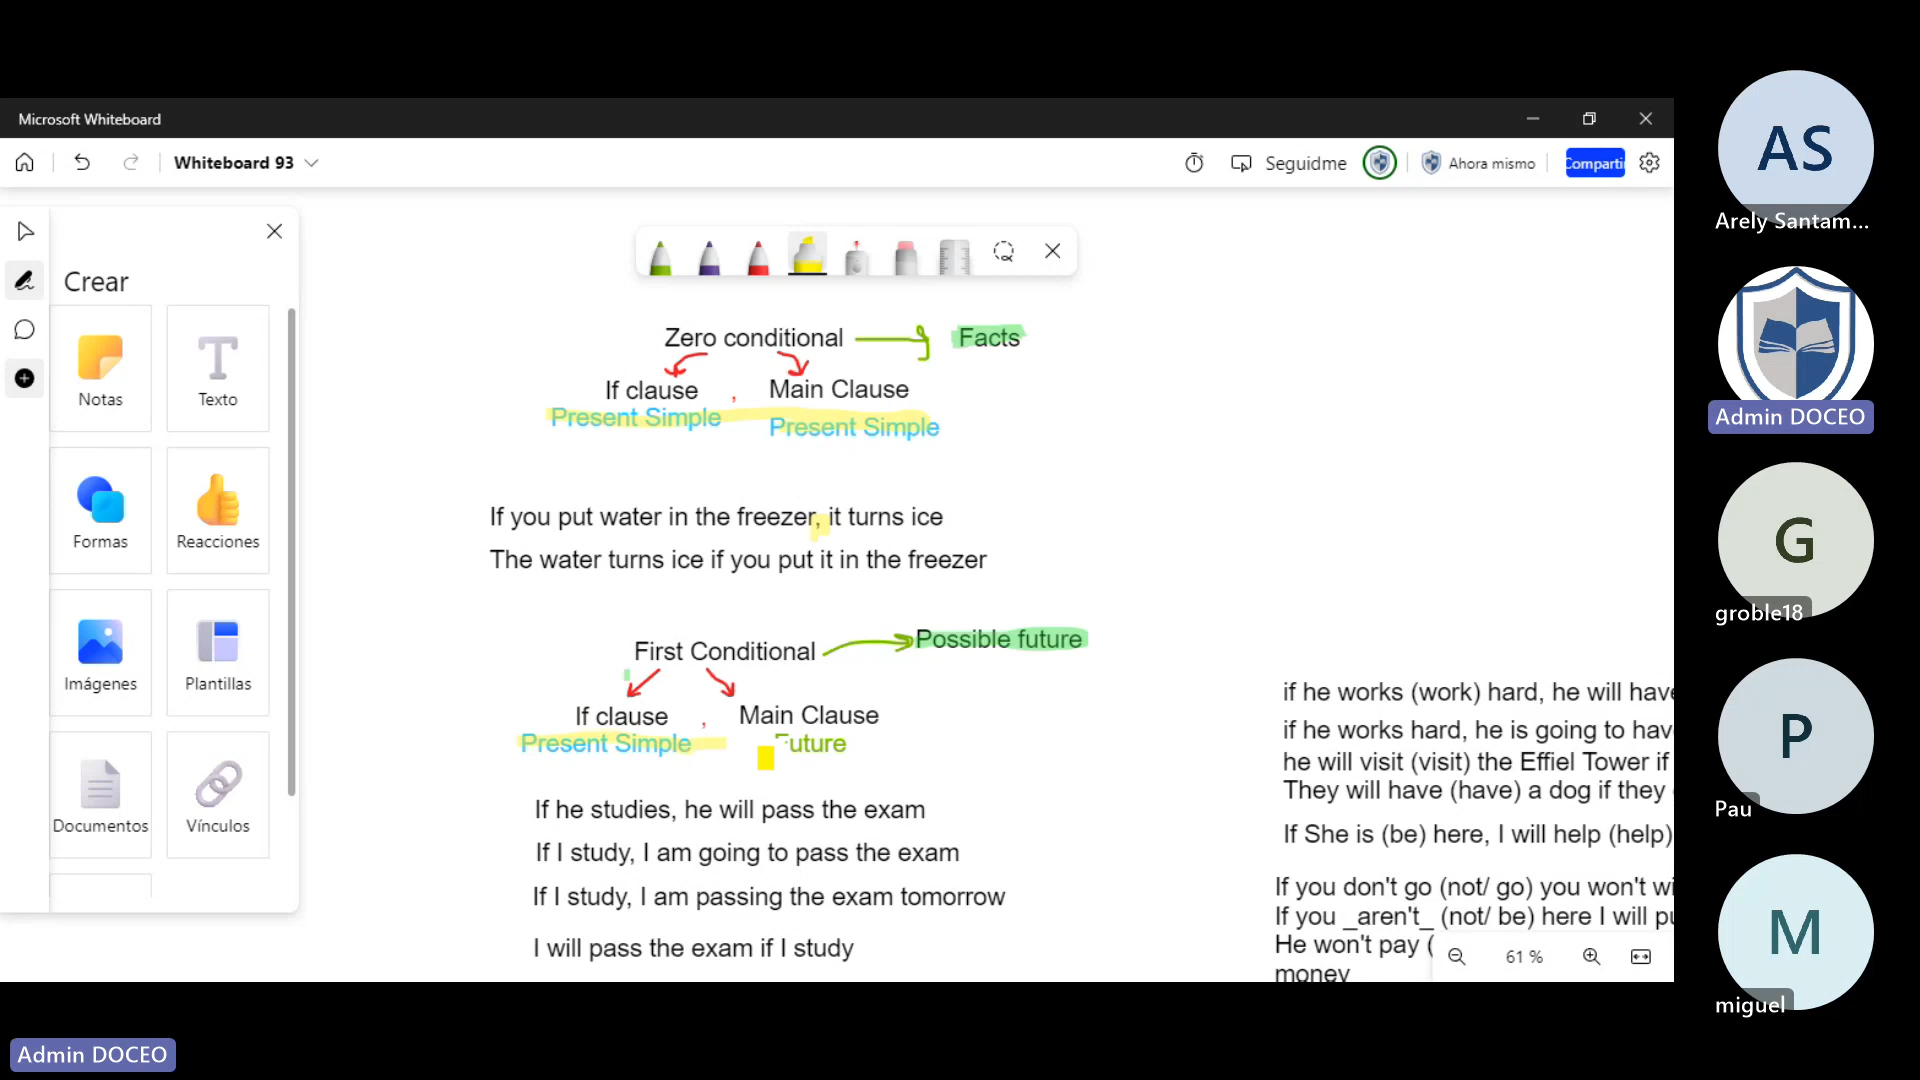 Microsoft Whiteboard
Whiteboard 93
Seguidme
Ahora mismo
Comparti
Crear
Notas
Texto
Formas
Reacciones
Imágenes
Plantillas
Documentos
Vínculos
Zero conditional
Facts
If clause , Main Clause
Present Simple
Present Simple
If you put water in the freezer, it turns ice
The water turns ice if you put it in the freezer
First Conditional
Possible future
If clause , Main Clause
Present Simple
Future
If he studies, he will pass the exam
If I study, I am going to pass the exam
If I study, I am passing the exam tomorrow
I will pass the exam if I study
if he works (work) hard, he will have
if he works hard, he is going to hav
he will visit (visit) the Effiel Tower if
They will have (have) a dog if they
If She is (be) here, I will help (help)
If you don't go (not/ go) you won't wi
If you _aren't_ (not/ be) here I will pu
He won't pay (
money
61 %
AS
Arely Santam...
Admin DOCEO
G
groble18
P
Pau
M
miguel
Admin DOCEO